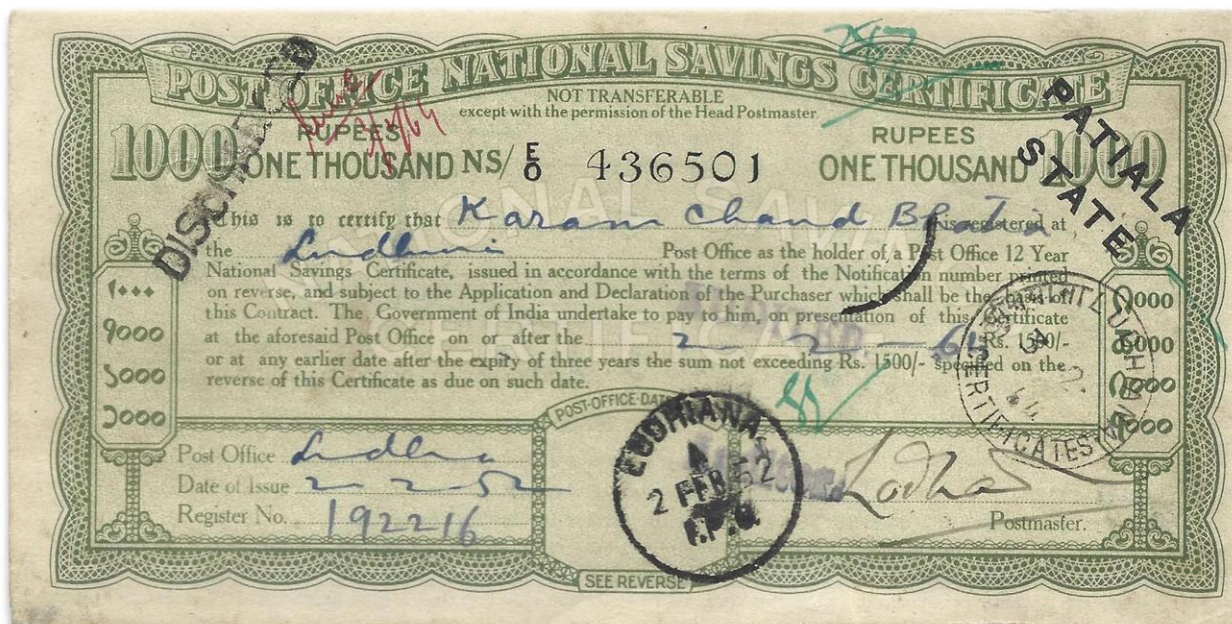 POST OFFICE NATIONAL SAVINGS CERTIFICATE
NOT TRANSFERABLE
except with the permission of the Head Postmaster
1000 RUPEES ONE THOUSAND NS/ E/O 436501 RUPEES ONE THOUSAND 1000
DISCHARGED
PATIALA STATE
This is to certify that Karam Chand Bhatia is registered at
the Ludhiana Post Office as the holder of a Post Office 12 Year
National Savings Certificate, issued in accordance with the terms of the Notification number printed
on reverse, and subject to the Application and Declaration of the Purchaser which shall be the basis of
this Contract. The Government of India undertake to pay to him, on presentation of this Certificate
at the aforesaid Post Office on or after the 2-2-64 Rs. 1500/-
or at any earlier date after the expiry of three years the sum not exceeding Rs. 1500/- specified on the
reverse of this Certificate as due on such date.
१०००
POST-OFFICE-DATE
Post Office Ludhiana
Date of Issue 2-2-52
Register No. 192216
LUDHIANA
2 FEB 52
Lodha
Postmaster.
CERTIFICATES
SEE REVERSE